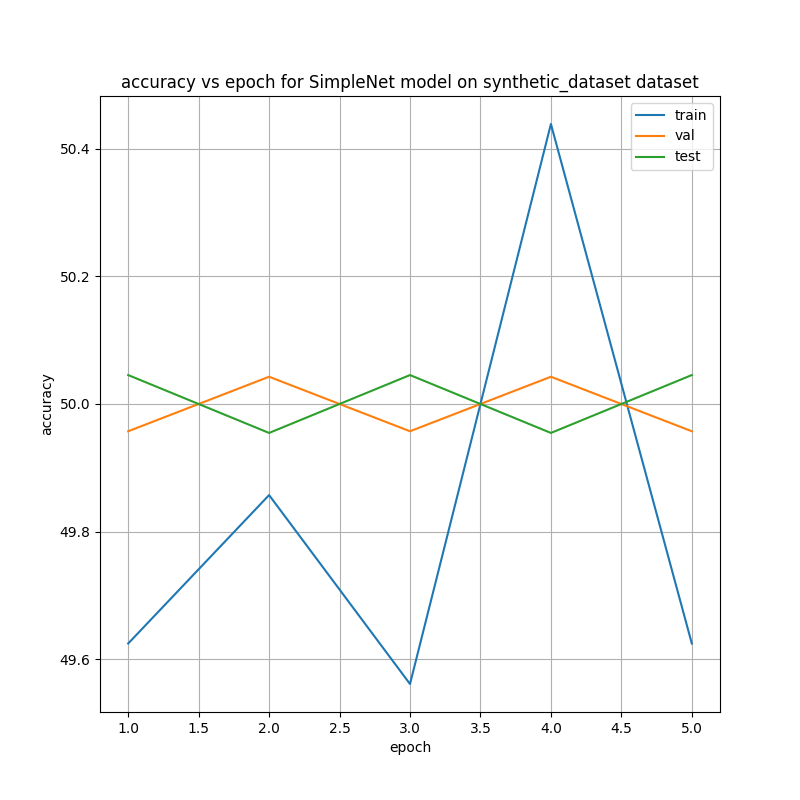 accuracy vs epoch for SimpleNet model on synthetic_dataset dataset
train
val
test
50.4
50.2
50.0
49.8
49.6
accuracy
1.0 1.5 2.0 2.5 3.0 3.5 4.0 4.5 5.0
epoch